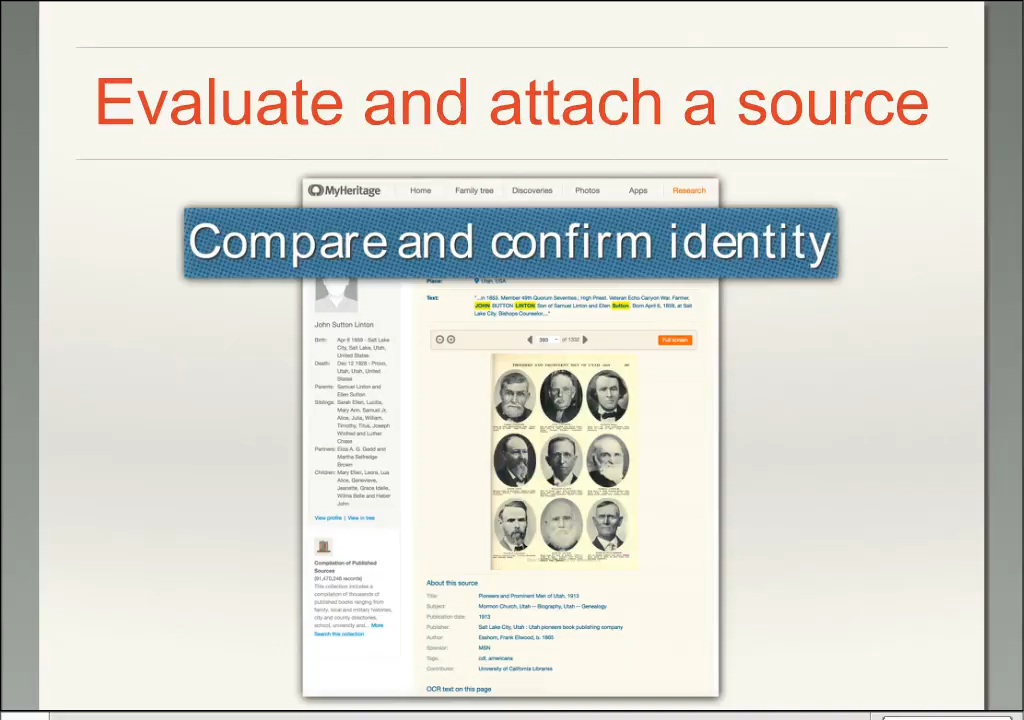 Evaluate and attach a source
MyHeritage Home Family tree Discoveries Photos Apps Research
Compare and confirm identity
Place: Utah, USA
Text: "...in 1853. Member 49th Quorum Seventies.; High Priest. Veteran Echo Canyon War. Farmer.
JOHN SUTTON LINTON Son of Samuel Linton and Ellen Sutton. Born April 6, 1859, at Salt
Lake City. Bishops Counselor...."
John Sutton Linton
Birth: Apr 6 1859 - Salt Lake
City, Salt Lake, Utah,
United States
Death: Dec 12 1928 - Provo,
Utah, Utah, United
States
Parents: Samuel Linton and
Ellen Sutton
Siblings: Sarah Ellen, Lucilla,
Mary Ann, Samuel Jr,
Alice, Julia, William,
Timothy, Titus, Joseph
Winfred and Luther
Chase
Partners: Eliza A. G. Gadd and
Martha Selfredge
Brown
Children: Mary Ellen, Leora, Lua
Alice, Genevieve,
Jeanette, Grace Idelle,
Wilma Belle and Heber
John
View profile | View in tree
of 1332
Full screen
PIONEERS AND PROMINENT MEN OF UTAH
Compilation of Published
Sources
(91,470,246 records)
This collection includes a
compilation of thousands of
published books ranging from
family, local and military histories,
city and county directories,
school, university and... More
Search this collection
About this source
Title: Pioneers and Prominent Men of Utah, 1913
Subject: Mormon Church, Utah -- Biography, Utah -- Genealogy
Publication date: 1913
Publisher: Salt Lake City, Utah : Utah pioneers book publishing company
Author: Esshom, Frank Ellwood, b. 1865
Sponsor: MSN
Tags: cdl, americana
Contributor: University of California Libraries
OCR text on this page